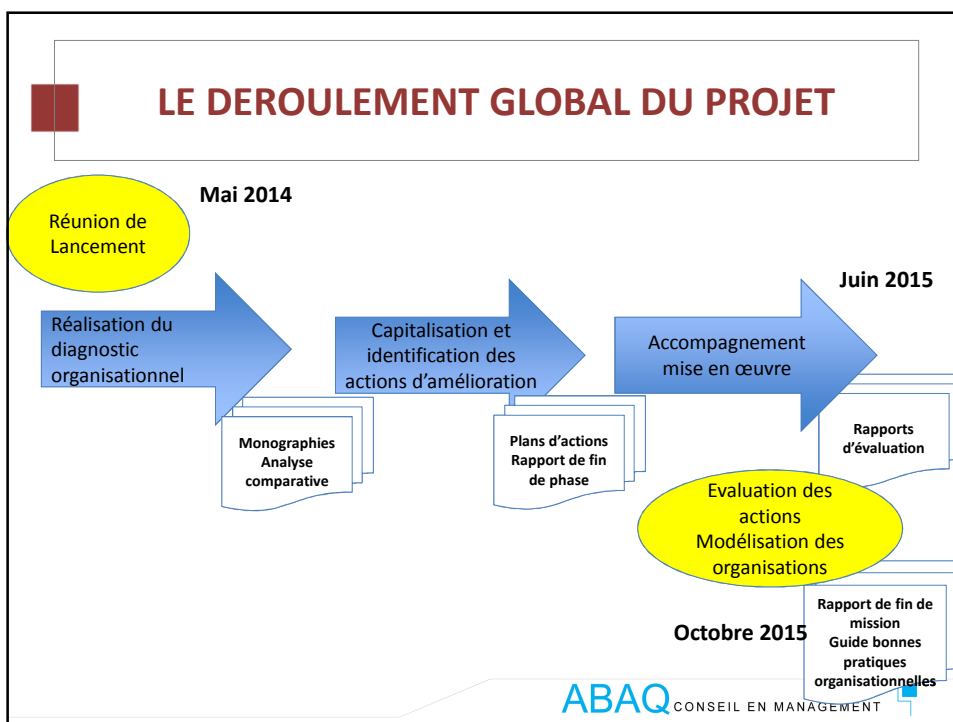 LE DEROULEMENT GLOBAL DU PROJET
Mai 2014
Réunion de
Lancement
Juin 2015
Réalisation du
diagnostic
organisationnel
Capitalisation et
identification des
actions d’amélioration
Accompagnement
mise en œuvre
Monographies
Analyse
comparative
Plans d’actions
Rapport de fin
de phase
Rapports
d’évaluation
Evaluation des
actions
Modélisation des
organisations
Octobre 2015
Rapport de fin de
mission
Guide bonnes
pratiques
organisationnelles
ABAQ CONSEIL EN MANAGEMENT